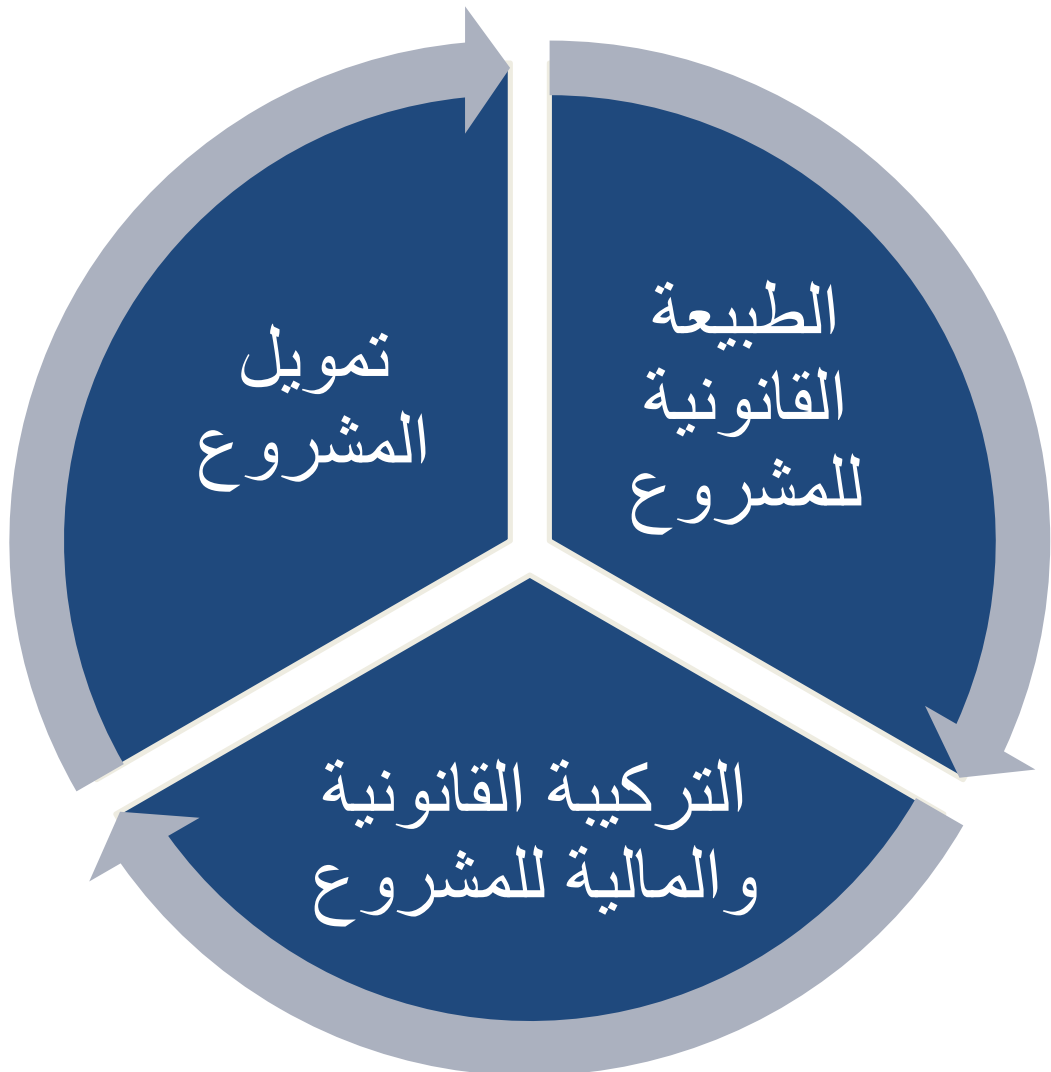 الطبيعة
القانونية
للمشروع
التركيبة القانونية
والمالية للمشروع
تمويل
المشروع